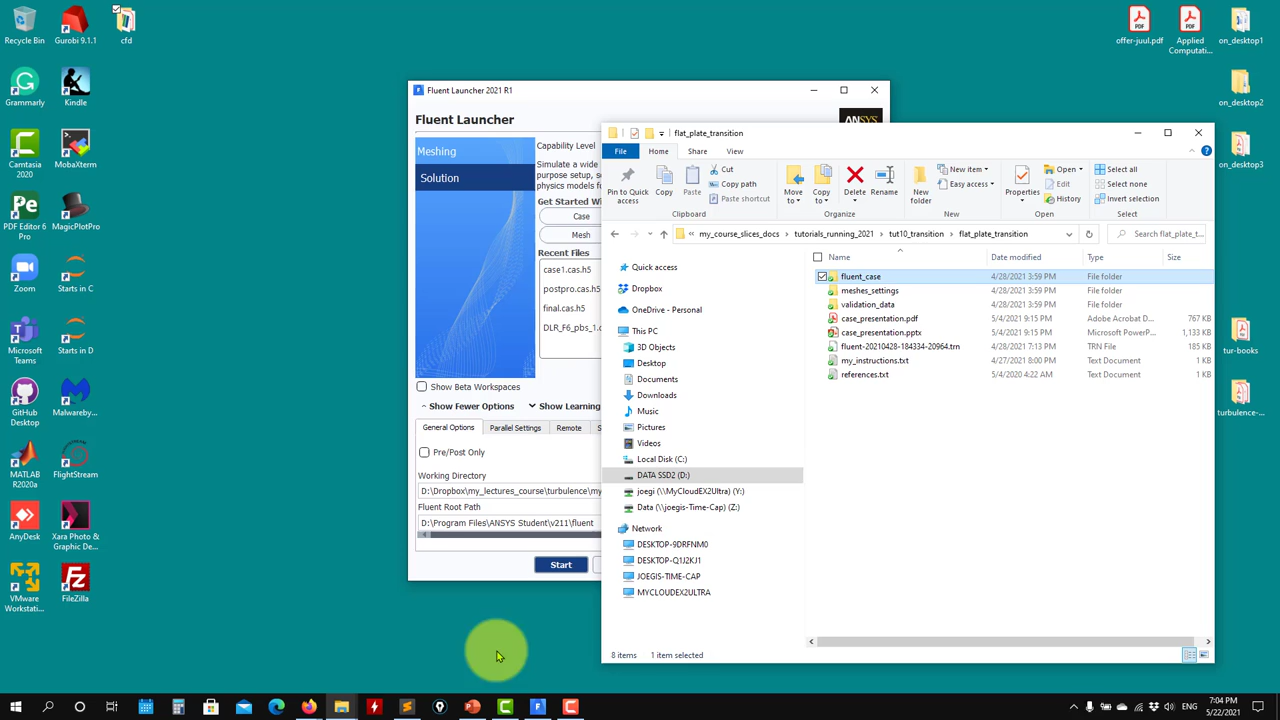 Recycle Bin
Gurobi 9.1.1
cfd
Grammarly
Kindle
Camtasia 2020
MobaXterm
PDF Editor 6 Pro
MagicPlotPro
Zoom
Starts in C
Microsoft Teams
Starts in D
GitHub Desktop
Malwareby...
MATLAB R2020a
FlightStream
AnyDesk
Xara Photo & Graphic De...
VMware Workstati...
FileZilla
offer-juul.pdf
Applied Computati...
on_desktop1
on_desktop2
on_desktop3
tur-books
turbulence-...
Fluent Launcher 2021 R1
Fluent Launcher
ANSYS
Meshing
Solution
Capability Level
Simulate a wide
purpose setup, s
physics models f
Get Started Wi
Case
Mesh
Recent Files
case1.cas.h5
postpro.cas.h5
final.cas.h5
DLR_F6_pbs_1.c
Show Beta Workspaces
Show Fewer Options
Show Learning
General Options
Parallel Settings
Remote
S
Pre/Post Only
Working Directory
D:\Dropbox\my_lectures_course\turbulence\my
Fluent Root Path
D:\Program Files\ANSYS Student\v211\fluent
Start
flat_plate_transition
File
Home
Share
View
Pin to Quick access
Copy
Paste
Cut
Copy path
Paste shortcut
Clipboard
Move to
Copy to
Delete
Rename
Organize
New folder
New item
Easy access
New
Properties
Open
Edit
History
Open
Select all
Select none
Invert selection
Select
« my_course_slices_docs > tutorials_running_2021 > tut10_transition > flat_plate_transition
Search flat_plate_t...
Quick access
Dropbox
OneDrive - Personal
This PC
3D Objects
Desktop
Documents
Downloads
Music
Pictures
Videos
Local Disk (C:)
DATA SSD2 (D:)
joegi (\\MyCloudEX2Ultra) (Y:)
Data (\\joegis-Time-Cap) (Z:)
Network
DESKTOP-9DRFNM0
DESKTOP-Q1J2KJ1
JOEGIS-TIME-CAP
MYCLOUDEX2ULTRA
Name Date modified Type Size
fluent_case 4/28/2021 3:59 PM File folder
meshes_settings 4/28/2021 3:59 PM File folder
validation_data 4/28/2021 3:59 PM File folder
case_presentation.pdf 5/4/2021 9:15 PM Adobe Acrobat D... 767 KB
case_presentation.pptx 5/4/2021 9:15 PM Microsoft PowerP... 1,133 KB
fluent-20210428-184334-20964.trn 4/28/2021 7:13 PM TRN File 185 KB
my_instructions.txt 4/27/2021 8:00 PM Text Document 1 KB
references.txt 5/4/2020 4:22 AM Text Document 1 KB
8 items
1 item selected
ENG
7:04 PM
5/22/2021